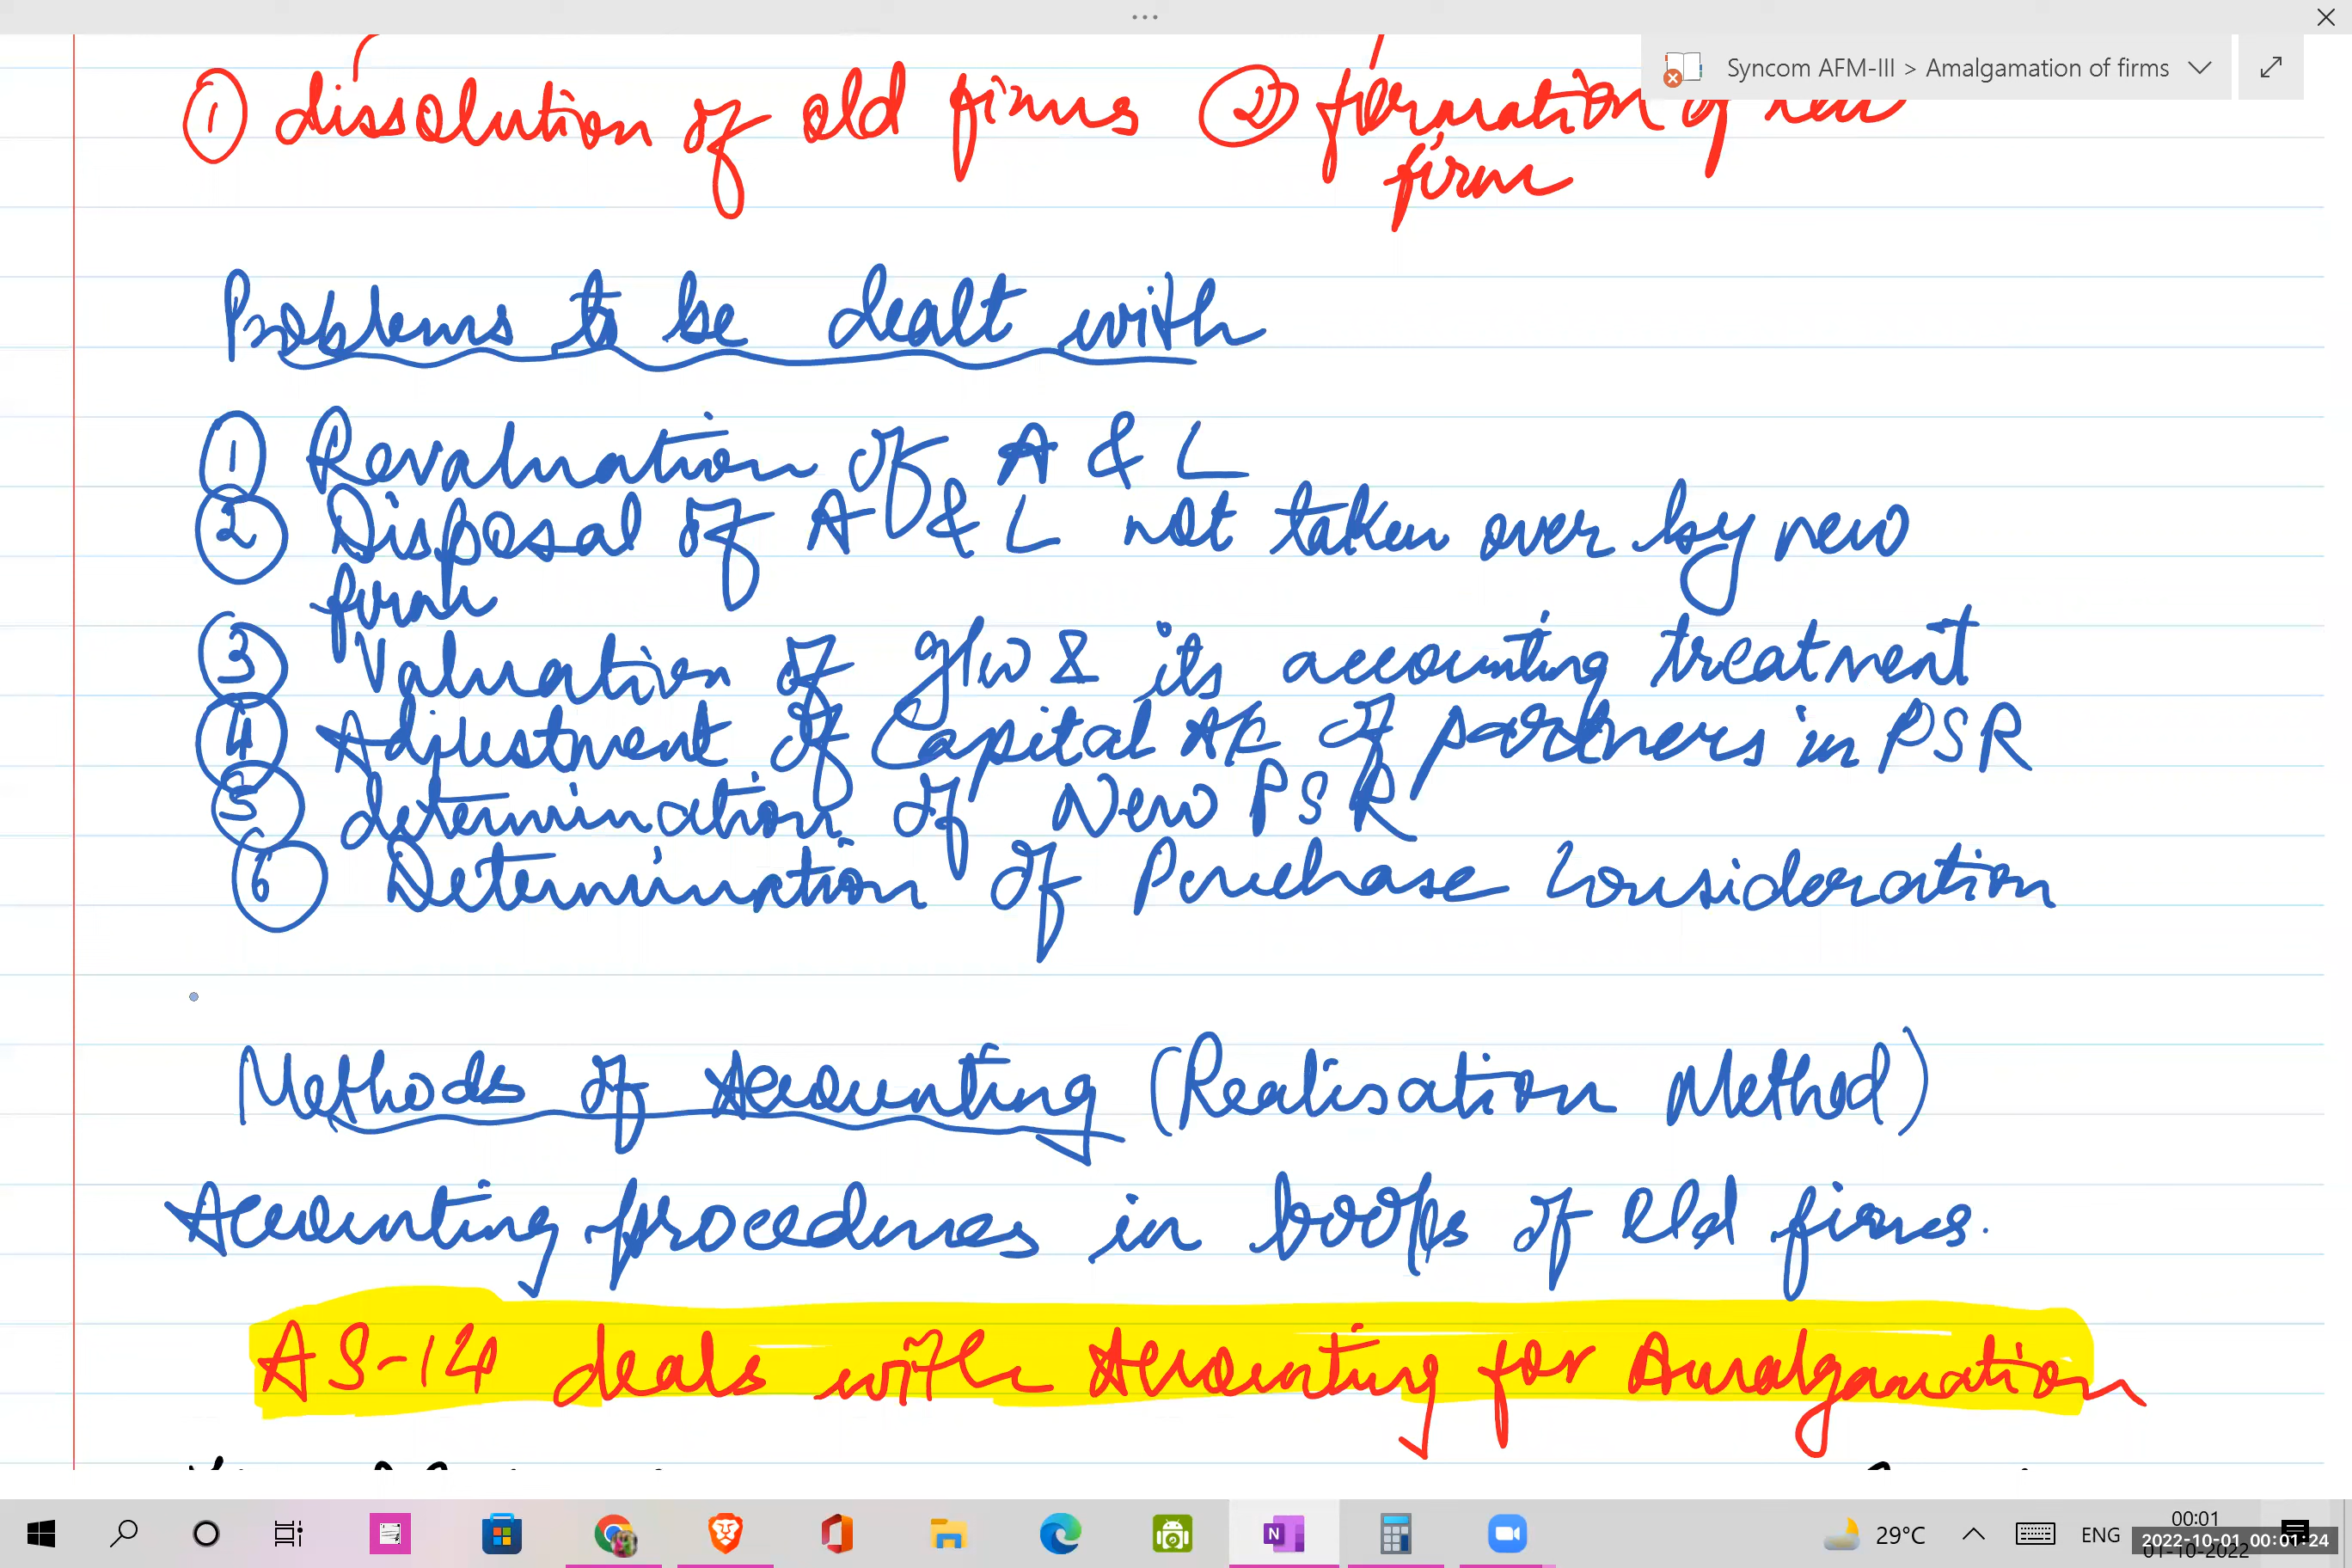 Syncom AFM-III > Amalgamation of firms
① dissolution of old firms ② formation of new
firm
Problems to be dealt with
① Revaluation of A & L
② Disposal of A & L not taken over by new
firm
③ Valuation of g/w & its accounting treatment
④ Adjustment of Capital A/c of partners in PSR
⑤ determination of New PSR
⑥ Determination of Purchase Consideration
Methods of Accounting (Realisation Method)
Accounting procedures in books of old firms.
AS-14 deals with Accounting for Amalgamation
29°C
ENG
00:01
2022-10-01 00:01:24
01-10-2022